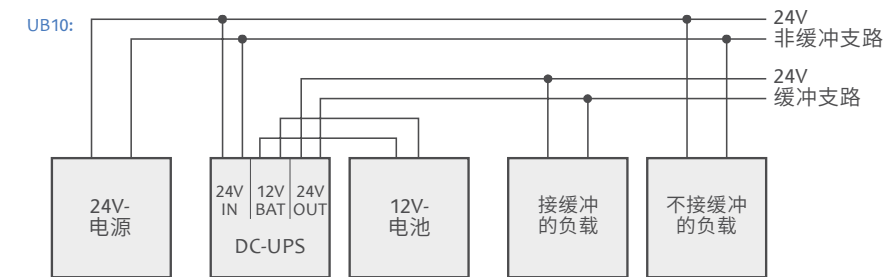 UB10:
24V
非缓冲支路
24V
缓冲支路
24V-
电源
24V 12V 24V
IN BAT OUT
DC-UPS
12V-
电池
接缓冲
的负载
不接缓冲
的负载